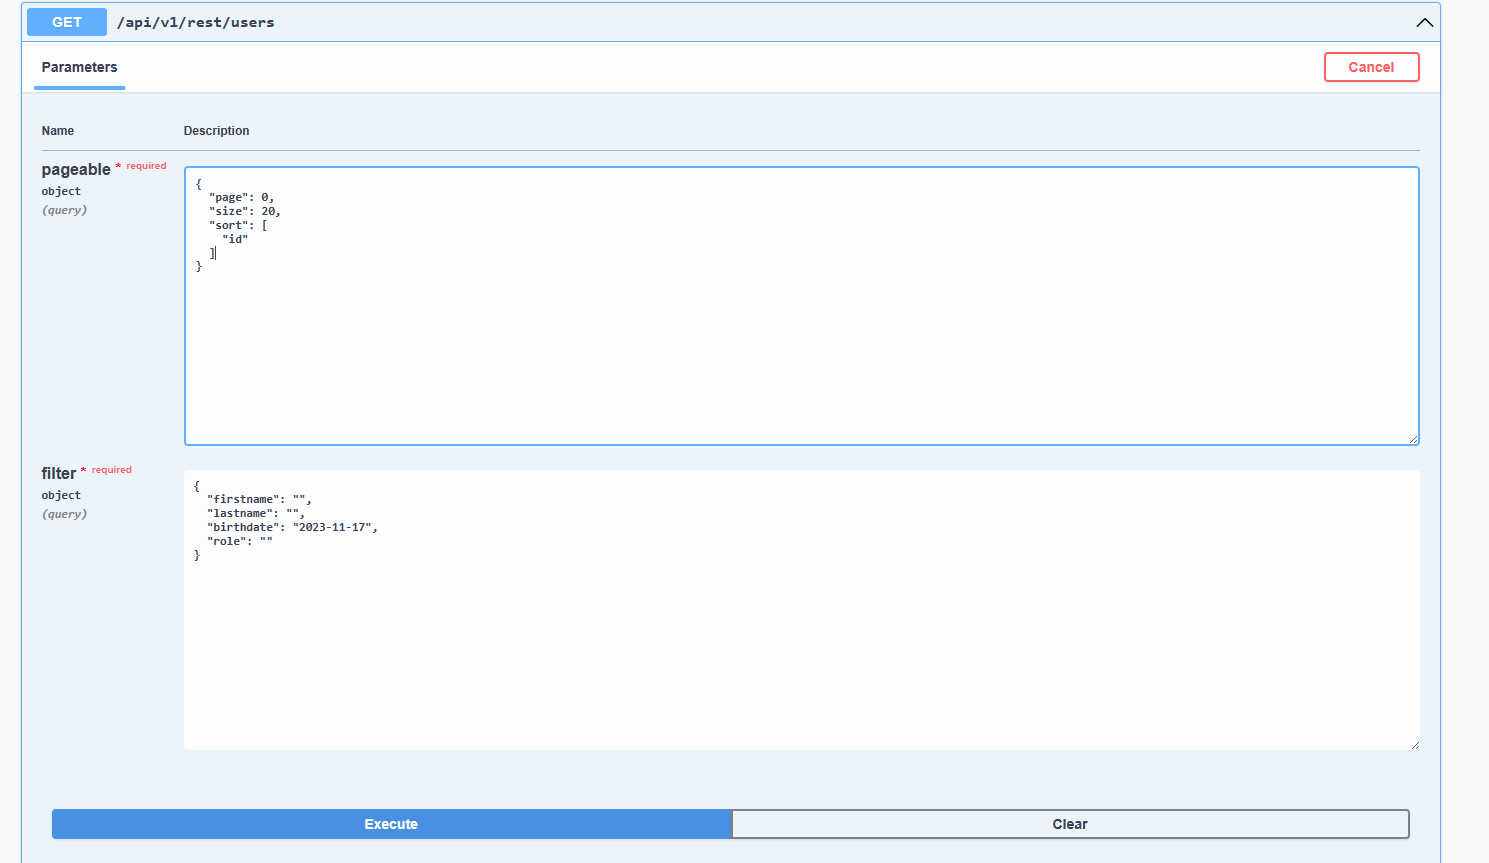 GET /api/v1/rest/users
Parameters
Cancel
Name Description
pageable * required
object
(query)
{
  "page": 0,
  "size": 20,
  "sort": [
    "id"
  ]
}
filter * required
object
(query)
{
  "firstname": "",
  "lastname": "",
  "birthdate": "2023-11-17",
  "role": ""
}
Execute
Clear